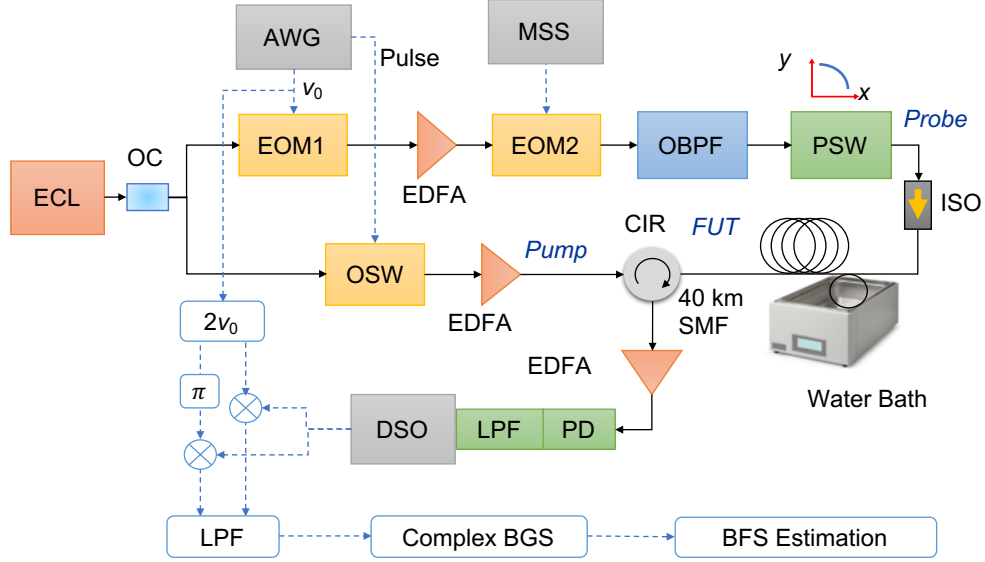 AWG
MSS
Pulse
v₀
y
x
Probe
OC
EOM1
EDFA
EOM2
OBPF
PSW
ECL
ISO
CIR
FUT
OSW
Pump
EDFA
40 km
SMF
2v₀
EDFA
π
Water Bath
DSO
LPF
PD
LPF
Complex BGS
BFS Estimation